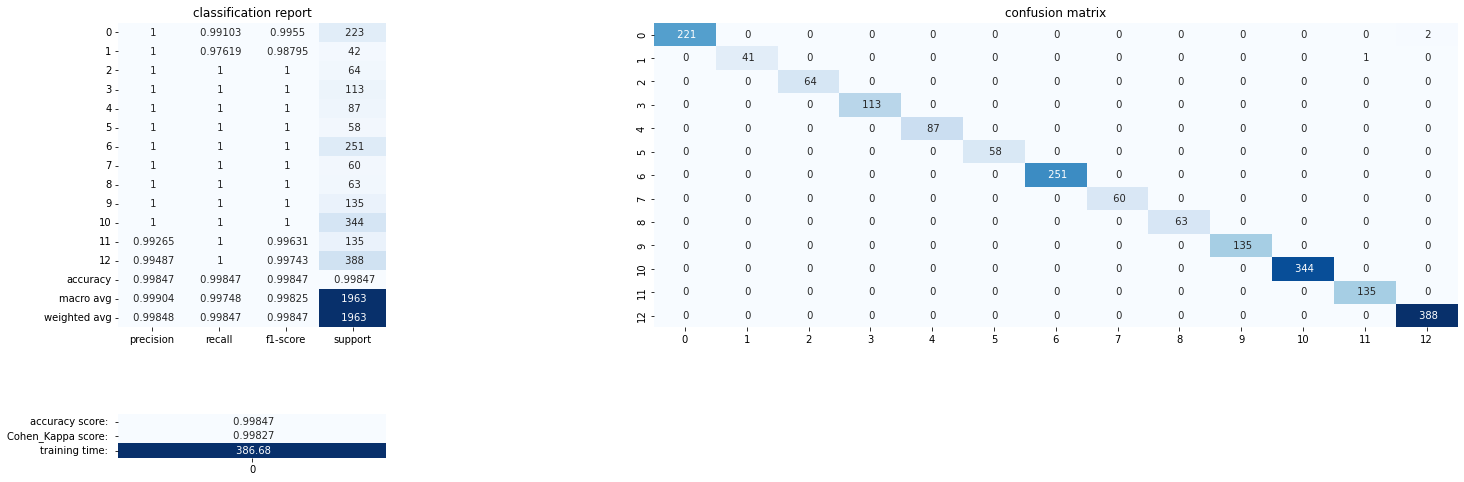 classification report
0 1 0.99103 0.9955 223
1 1 0.97619 0.98795 42
2 1 1 1 64
3 1 1 1 113
4 1 1 1 87
5 1 1 1 58
6 1 1 1 251
7 1 1 1 60
8 1 1 1 63
9 1 1 1 135
10 1 1 1 344
11 0.99265 1 0.99631 135
12 0.99487 1 0.99743 388
accuracy 0.99847 0.99847 0.99847 0.99847
macro avg 0.99904 0.99748 0.99825 1963
weighted avg 0.99848 0.99847 0.99847 1963
precision recall f1-score support
confusion matrix
0 221 0 0 0 0 0 0 0 0 0 0 0 2
1 0 41 0 0 0 0 0 0 0 0 0 1 0
2 0 0 64 0 0 0 0 0 0 0 0 0 0
3 0 0 0 113 0 0 0 0 0 0 0 0 0
4 0 0 0 0 87 0 0 0 0 0 0 0 0
5 0 0 0 0 0 58 0 0 0 0 0 0 0
6 0 0 0 0 0 0 251 0 0 0 0 0 0
7 0 0 0 0 0 0 0 60 0 0 0 0 0
8 0 0 0 0 0 0 0 0 63 0 0 0 0
9 0 0 0 0 0 0 0 0 0 135 0 0 0
10 0 0 0 0 0 0 0 0 0 0 344 0 0
11 0 0 0 0 0 0 0 0 0 0 0 135 0
12 0 0 0 0 0 0 0 0 0 0 0 0 388
0 1 2 3 4 5 6 7 8 9 10 11 12
accuracy score: 0.99847
Cohen_Kappa score: 0.99827
training time: 386.68
0